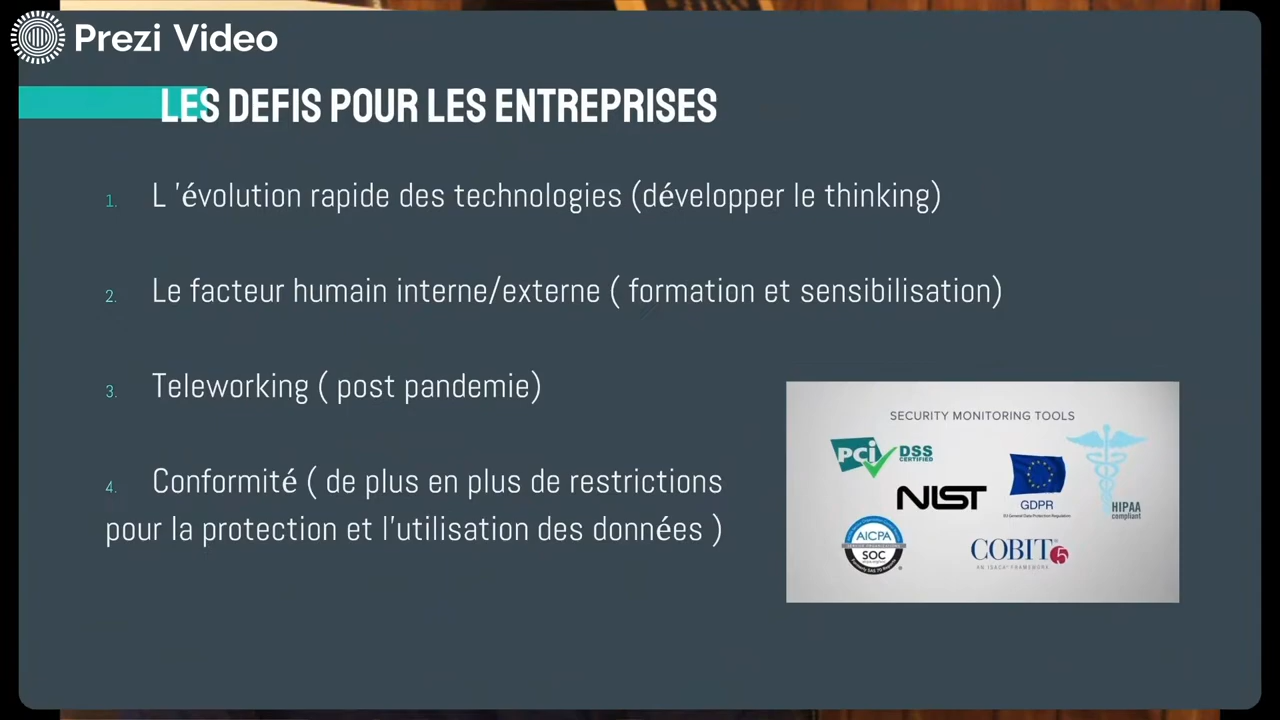 Prezi Video
LES DEFIS POUR LES ENTREPRISES
1. L 'évolution rapide des technologies (développer le thinking)
2. Le facteur humain interne/externe ( formation et sensibilisation)
3. Teleworking ( post pandemie)
4. Conformité ( de plus en plus de restrictions
pour la protection et l'utilisation des données )
SECURITY MONITORING TOOLS
PCi DSS
CERTIFIED
NIST
GDPR
HIPAA
compliant
AICPA
SOC
COBIT 5
AN ISACA FRAMEWORK